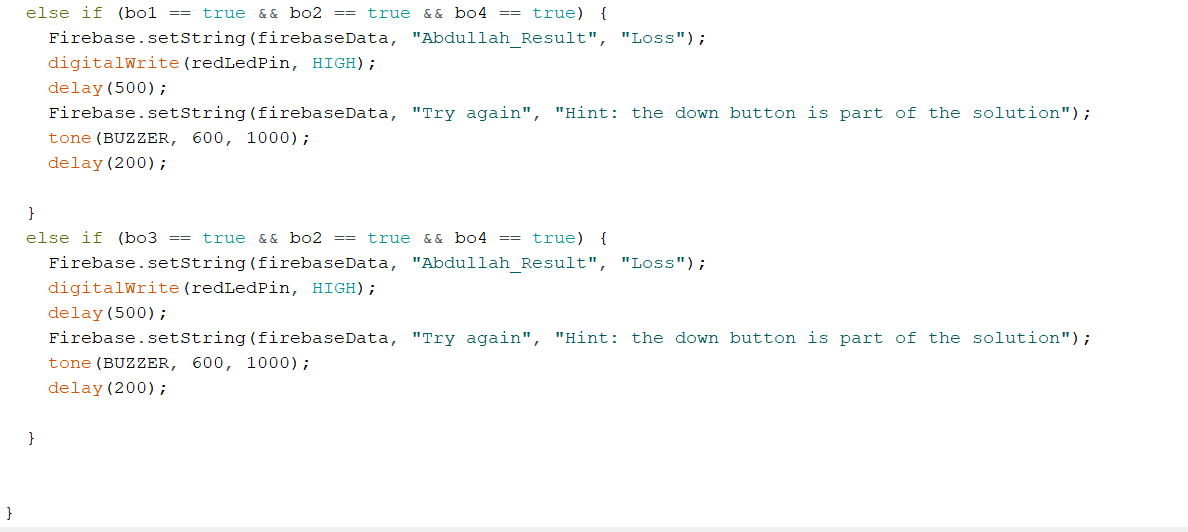 else if (bo1 == true && bo2 == true && bo4 == true) {
Firebase.setString(firebaseData, "Abdullah_Result", "Loss");
digitalWrite(redLedPin, HIGH);
delay(500);
Firebase.setString(firebaseData, "Try again", "Hint: the down button is part of the solution");
tone(BUZZER, 600, 1000);
delay(200);
}
else if (bo3 == true && bo2 == true && bo4 == true) {
Firebase.setString(firebaseData, "Abdullah_Result", "Loss");
digitalWrite(redLedPin, HIGH);
delay(500);
Firebase.setString(firebaseData, "Try again", "Hint: the down button is part of the solution");
tone(BUZZER, 600, 1000);
delay(200);
}
}